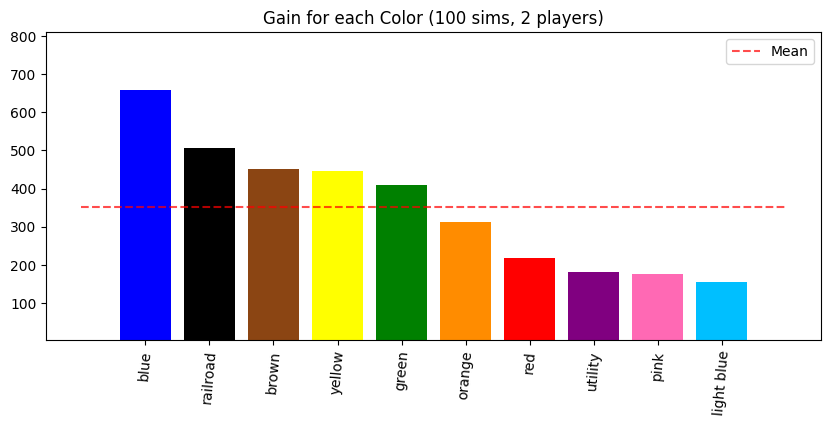 Gain for each Color (100 sims, 2 players)
Mean
800
700
600
500
400
300
200
100
blue
railroad
brown
yellow
green
orange
red
utility
pink
light blue